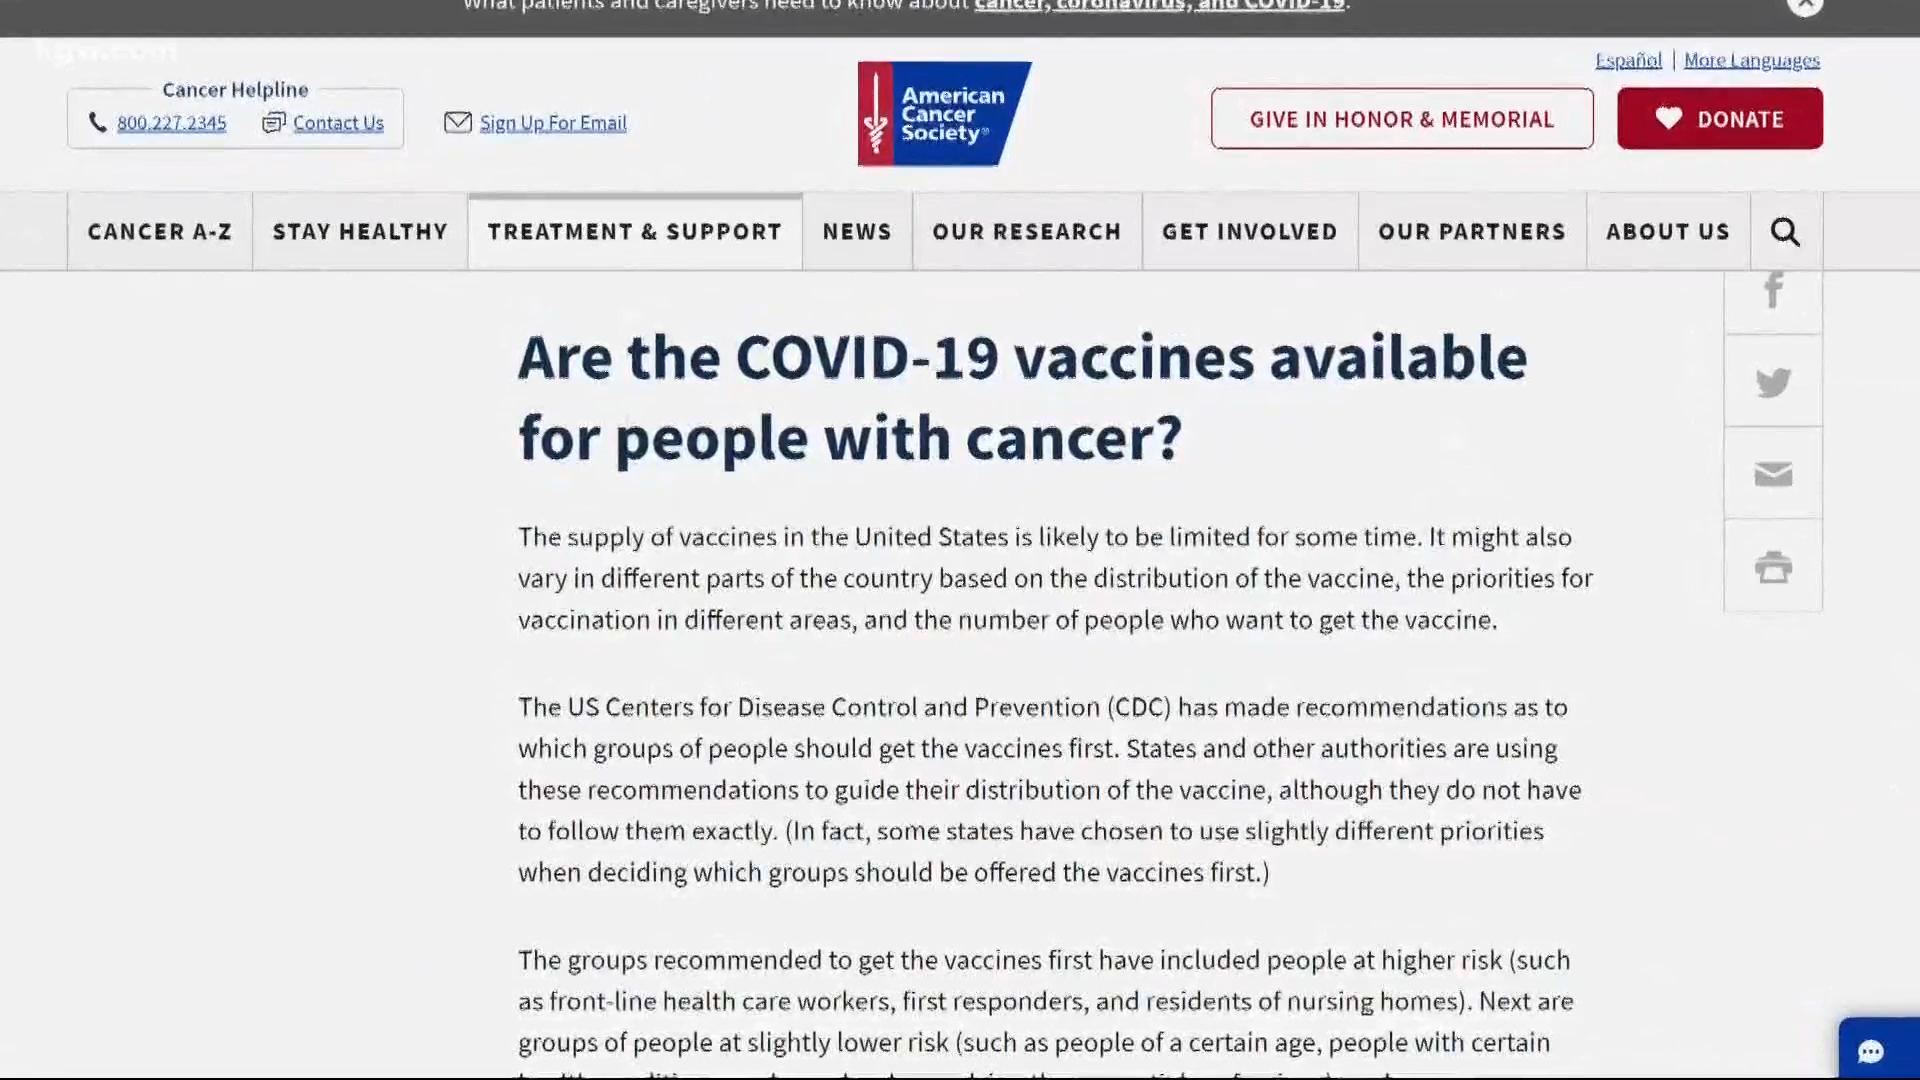 What patients and caregivers need to know about cancer, coronavirus, and COVID-19.
Español | More Languages
Cancer Helpline
800.227.2345 Contact Us Sign Up For Email
American
Cancer
Society®
GIVE IN HONOR & MEMORIAL DONATE
CANCER A-Z STAY HEALTHY TREATMENT & SUPPORT NEWS OUR RESEARCH GET INVOLVED OUR PARTNERS ABOUT US
Are the COVID-19 vaccines available
for people with cancer?
The supply of vaccines in the United States is likely to be limited for some time. It might also
vary in different parts of the country based on the distribution of the vaccine, the priorities for
vaccination in different areas, and the number of people who want to get the vaccine.
The US Centers for Disease Control and Prevention (CDC) has made recommendations as to
which groups of people should get the vaccines first. States and other authorities are using
these recommendations to guide their distribution of the vaccine, although they do not have
to follow them exactly. (In fact, some states have chosen to use slightly different priorities
when deciding which groups should be offered the vaccines first.)
The groups recommended to get the vaccines first have included people at higher risk (such
as front-line health care workers, first responders, and residents of nursing homes). Next are
groups of people at slightly lower risk (such as people of a certain age, people with certain